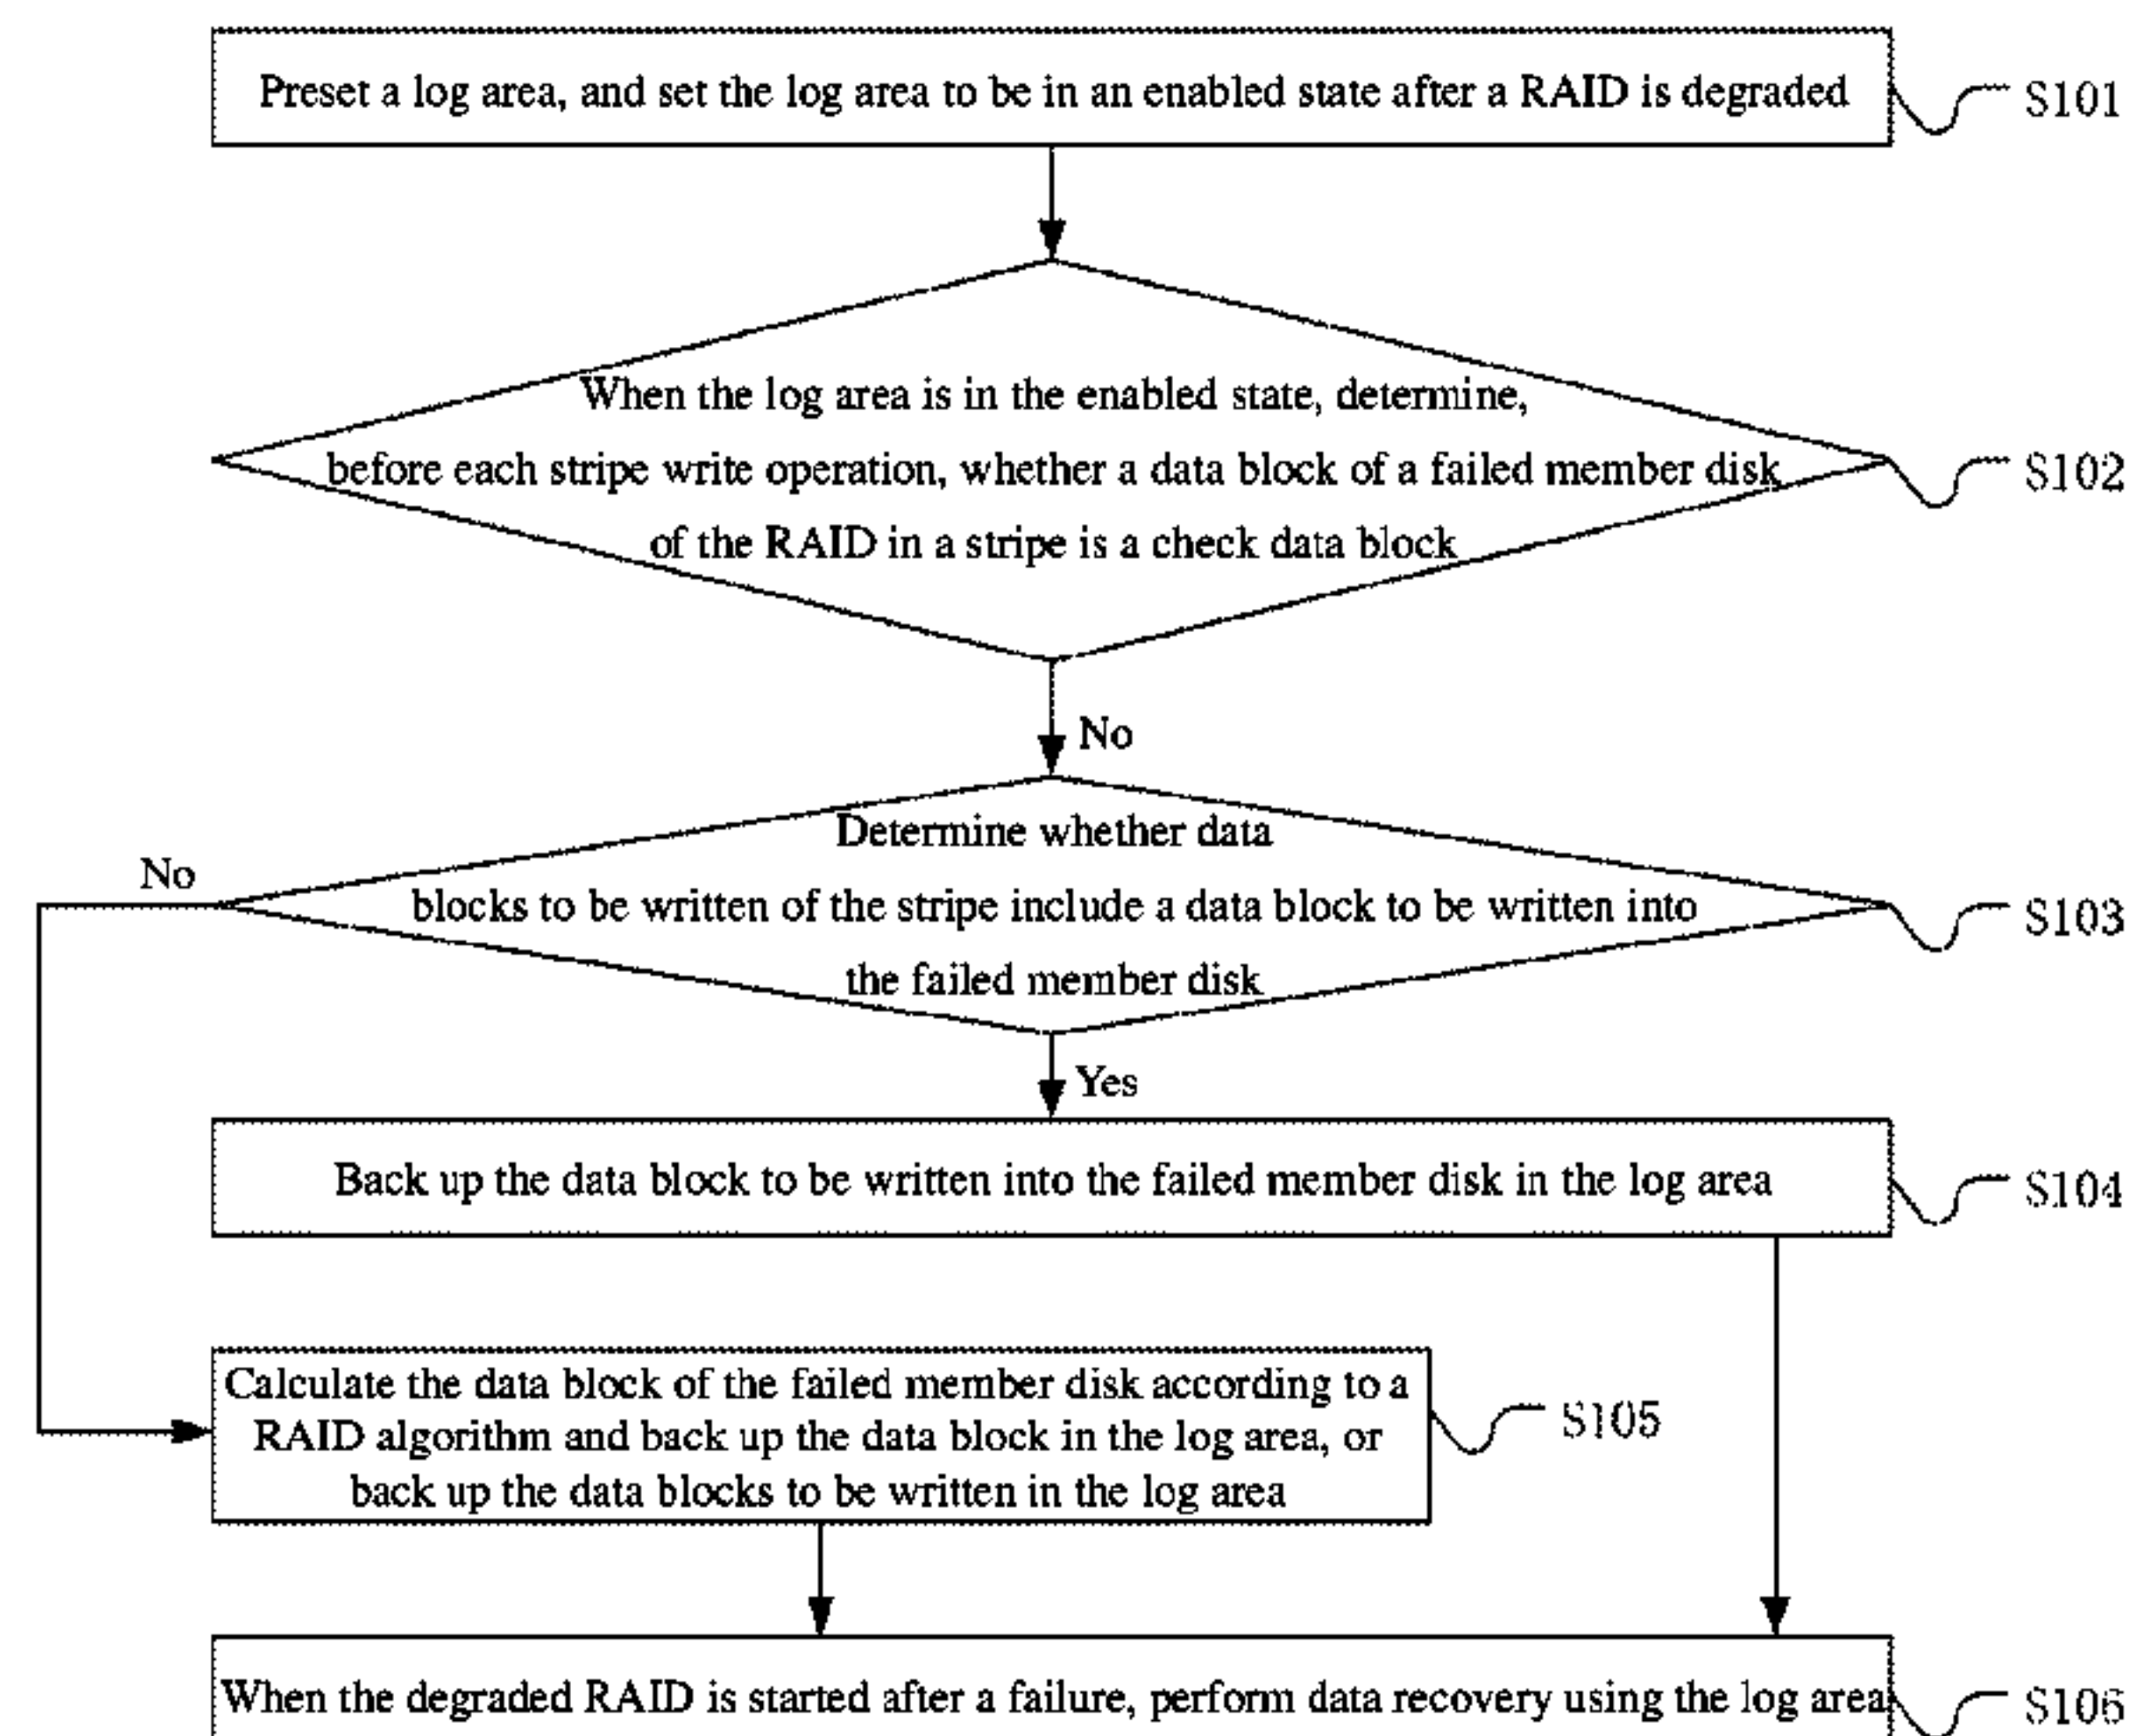 Preset a log area, and set the log area to be in an enabled state after a RAID is degraded
S101
When the log area is in the enabled state, determine,
before each stripe write operation, whether a data block of a failed member disk
S102
of the RAID in a stripe is a check data block
No
Determine whether data
No
blocks to be written of the stripe include a data block to be written into
S103
the failed member disk
Yes
Back up the data block to be written into the failed member disk in the log area
S104
Calculate the data block of the failed member disk according to a
RAID algorithm and back up the data block in the log area, or
back up the data blocks to be written in the log area
S105
When the degraded RAID is started after a failure, perform data recovery using the log area
S106